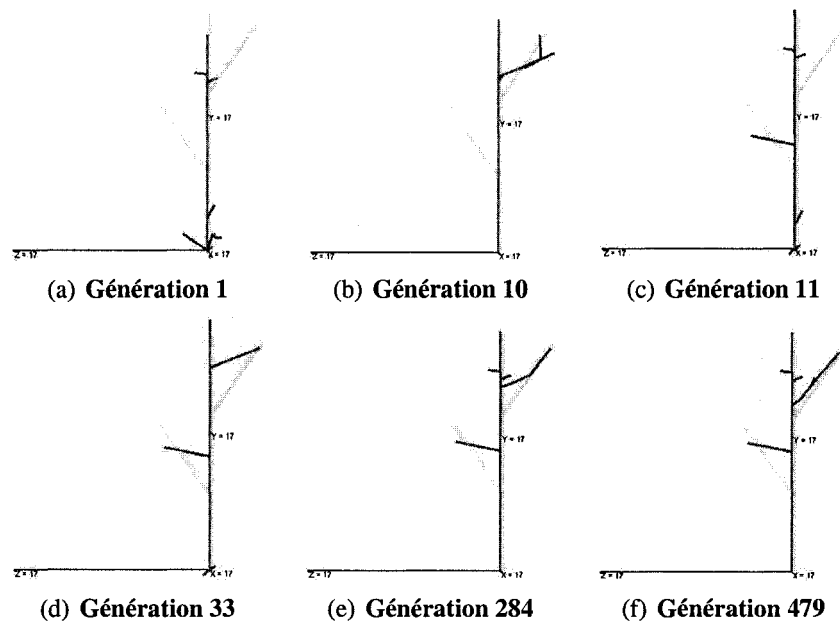 Y = 17
Z = 17
X = 17
(a) Génération 1
Y = 17
Z = 17
X = 17
(b) Génération 10
Y = 17
Z = 17
X = 17
(c) Génération 11
Y = 17
Z = 17
X = 17
(d) Génération 33
Y = 17
Z = 17
X = 17
(e) Génération 284
Y = 17
Z = 17
X = 17
(f) Génération 479